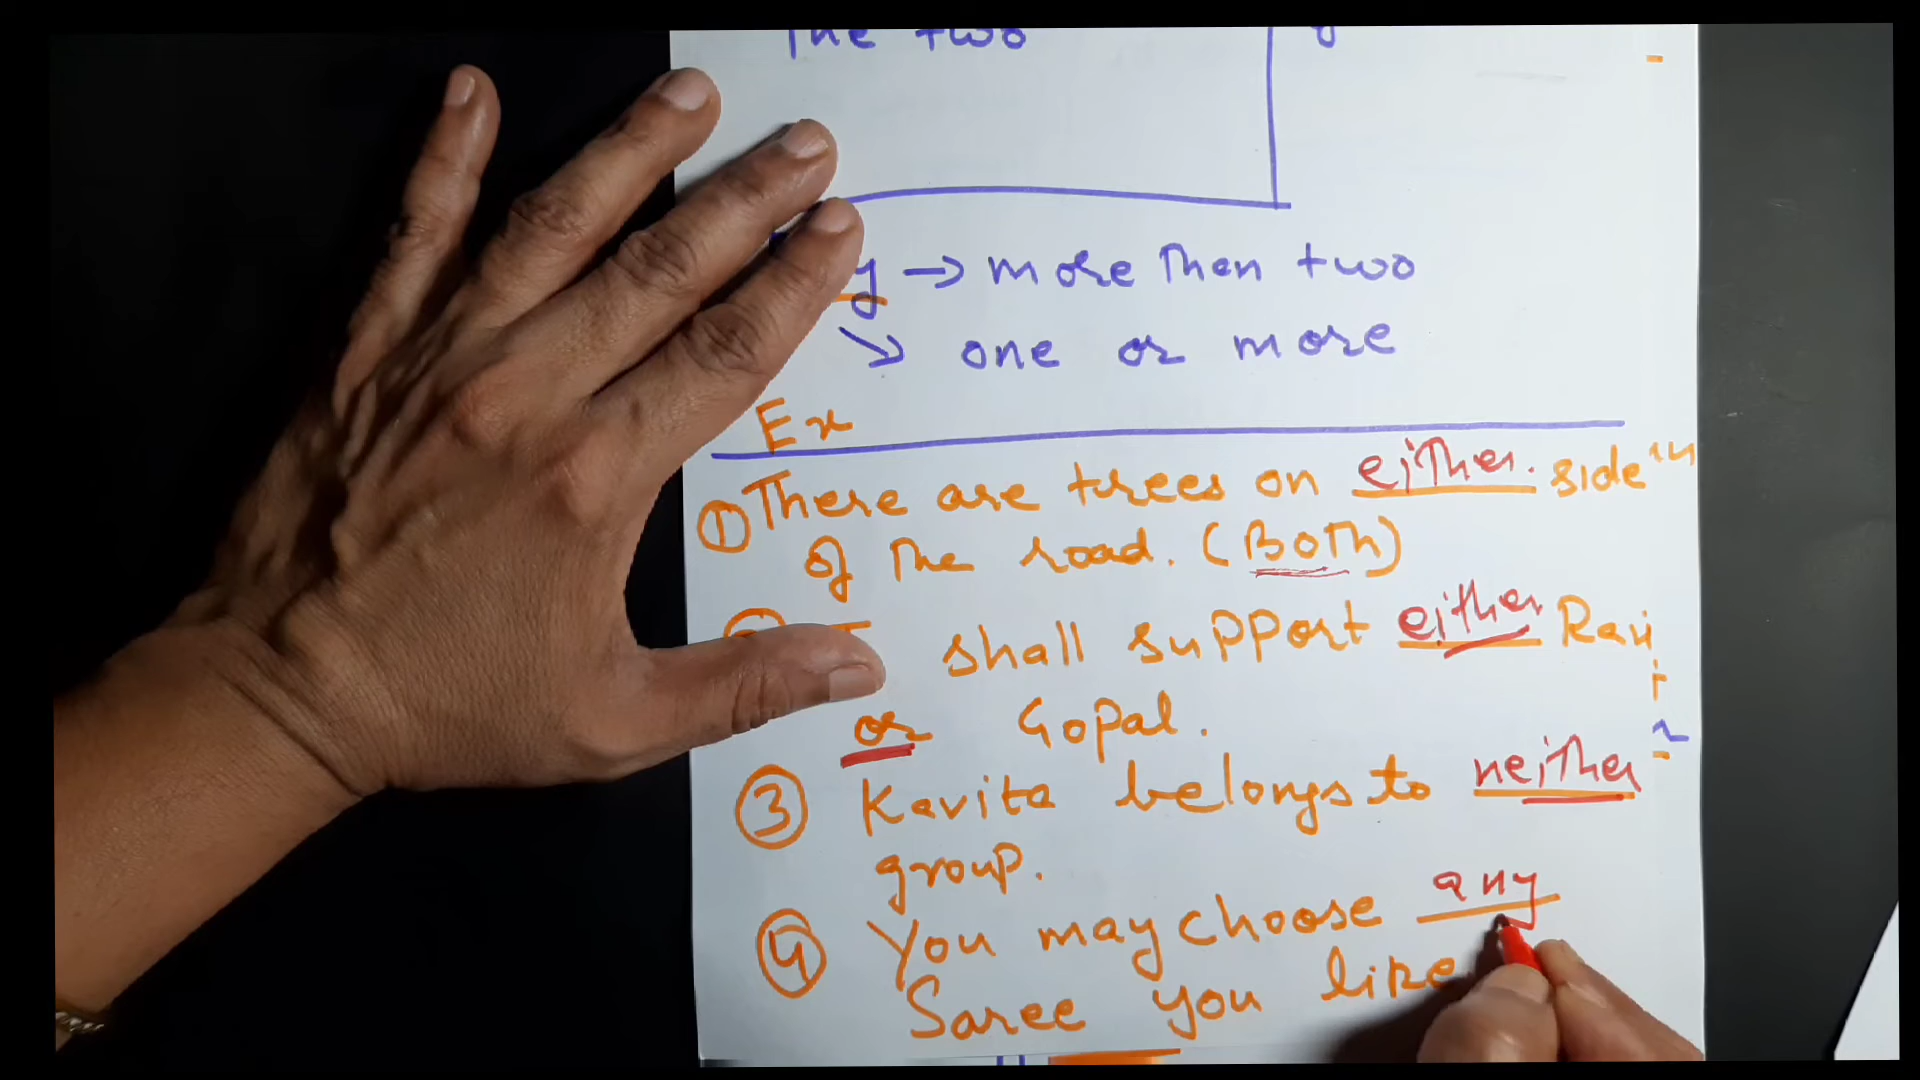 The two
y → more than two
↘ one or more
Ex
① There are trees on either. side
of the road. (Both)
shall support either Ravi
or Gopal.
③ Kavita belongs to neither
group.
④ You may choose any
Saree you like